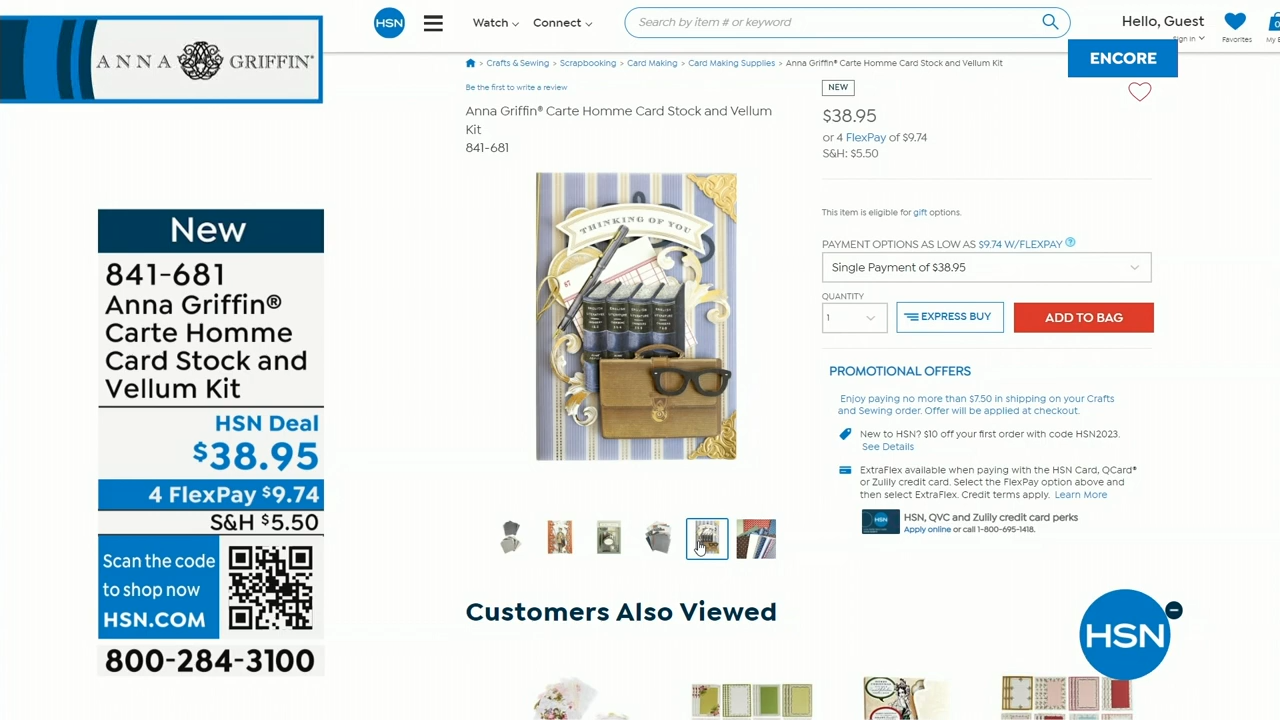 ANNA GRIFFIN®
HSN
Watch
Connect
Search by item # or keyword
Hello, Guest
Sign In
Favorites
ENCORE
> Crafts & Sewing > Scrapbooking > Card Making > Card Making Supplies > Anna Griffin® Carte Homme Card Stock and Vellum Kit
Be the first to write a review
Anna Griffin® Carte Homme Card Stock and Vellum
Kit
841-681
THINKING OF YOU
NEW
$38.95
or 4 FlexPay of $9.74
S&H: $5.50
This item is eligible for gift options.
PAYMENT OPTIONS AS LOW AS $9.74 W/FLEXPAY
Single Payment of $38.95
QUANTITY
1
EXPRESS BUY
ADD TO BAG
PROMOTIONAL OFFERS
Enjoy paying no more than $7.50 in shipping on your Crafts
and Sewing order. Offer will be applied at checkout.
New to HSN? $10 off your first order with code HSN2023.
See Details
ExtraFlex available when paying with the HSN Card, QCard®
or Zulily credit card. Select the FlexPay option above and
then select ExtraFlex. Credit terms apply. Learn More
HSN, QVC and Zulily credit card perks
Apply online or call 1-800-695-1418.
Customers Also Viewed
HSN
New
841-681
Anna Griffin®
Carte Homme
Card Stock and
Vellum Kit
HSN Deal
$38.95
4 FlexPay $9.74
S&H $5.50
Scan the code
to shop now
HSN.COM
800-284-3100